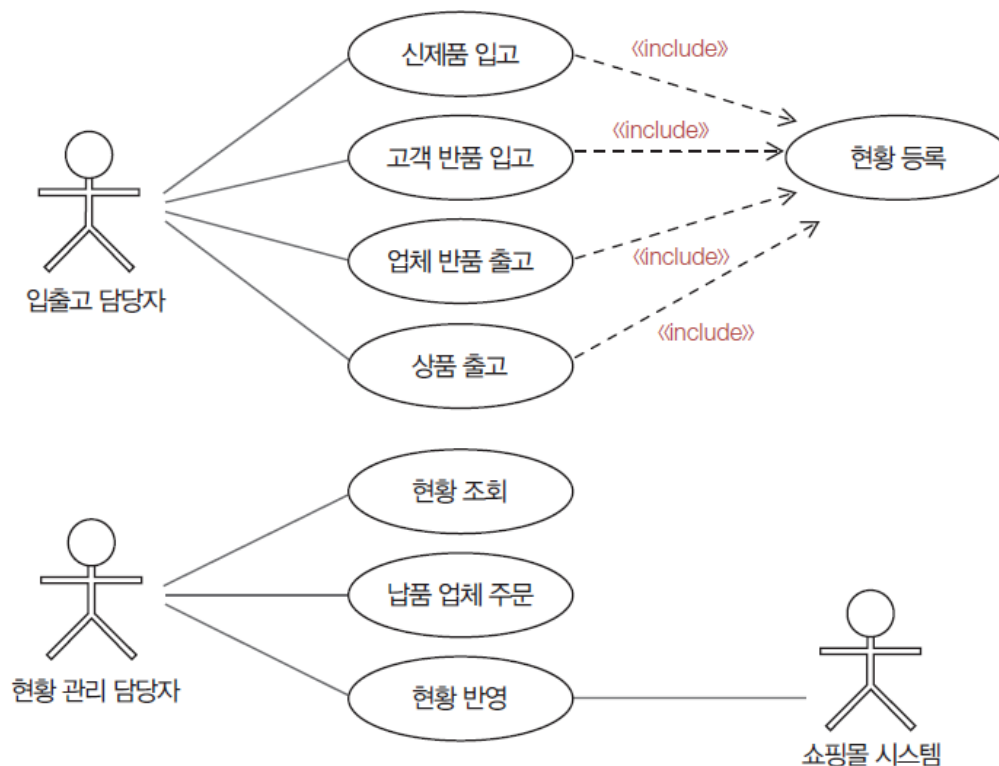 신제품 입고
《include》
고객 반품 입고
《include》
현황 등록
업체 반품 출고
《include》
입출고 담당자
상품 출고
《include》
현황 조회
납품 업체 주문
현황 관리 담당자
현황 반영
쇼핑몰 시스템